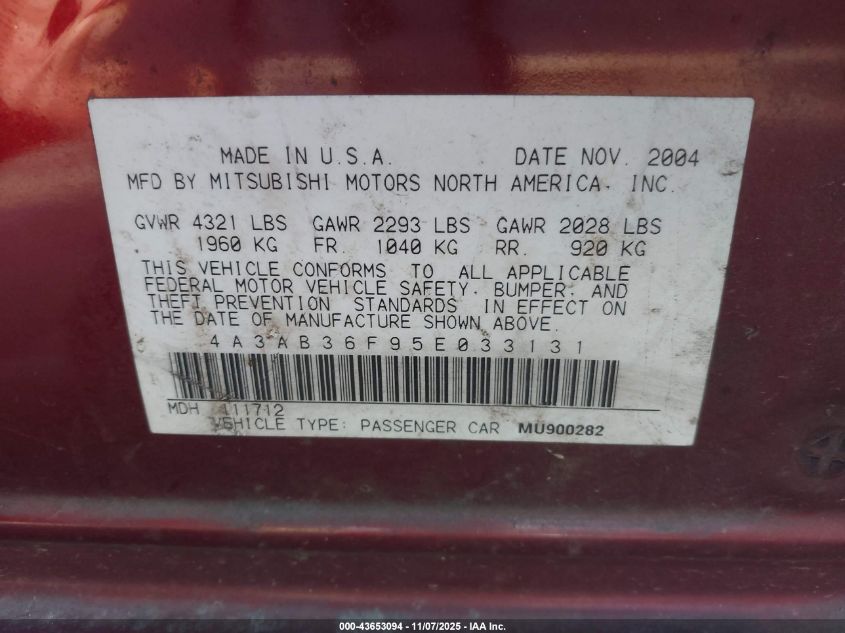 MADE IN U.S.A. DATE NOV. 2004
MFD BY MITSUBISHI MOTORS NORTH AMERICA. INC.
GVWR 4321 LBS GAWR 2293 LBS GAWR 2028 LBS
1960 KG FR. 1040 KG RR. 920 KG
THIS VEHICLE CONFORMS TO ALL APPLICABLE
FEDERAL MOTOR VEHICLE SAFETY. BUMPER. AND
THEFT PREVENTION STANDARDS IN EFFECT ON
THE DATE OF MANUFACTURE SHOWN ABOVE.
4A3AB36F95E033131
MDH 111712
VEHICLE TYPE: PASSENGER CAR MU900282
000-43653094 - 11/07/2025 - IAA Inc.